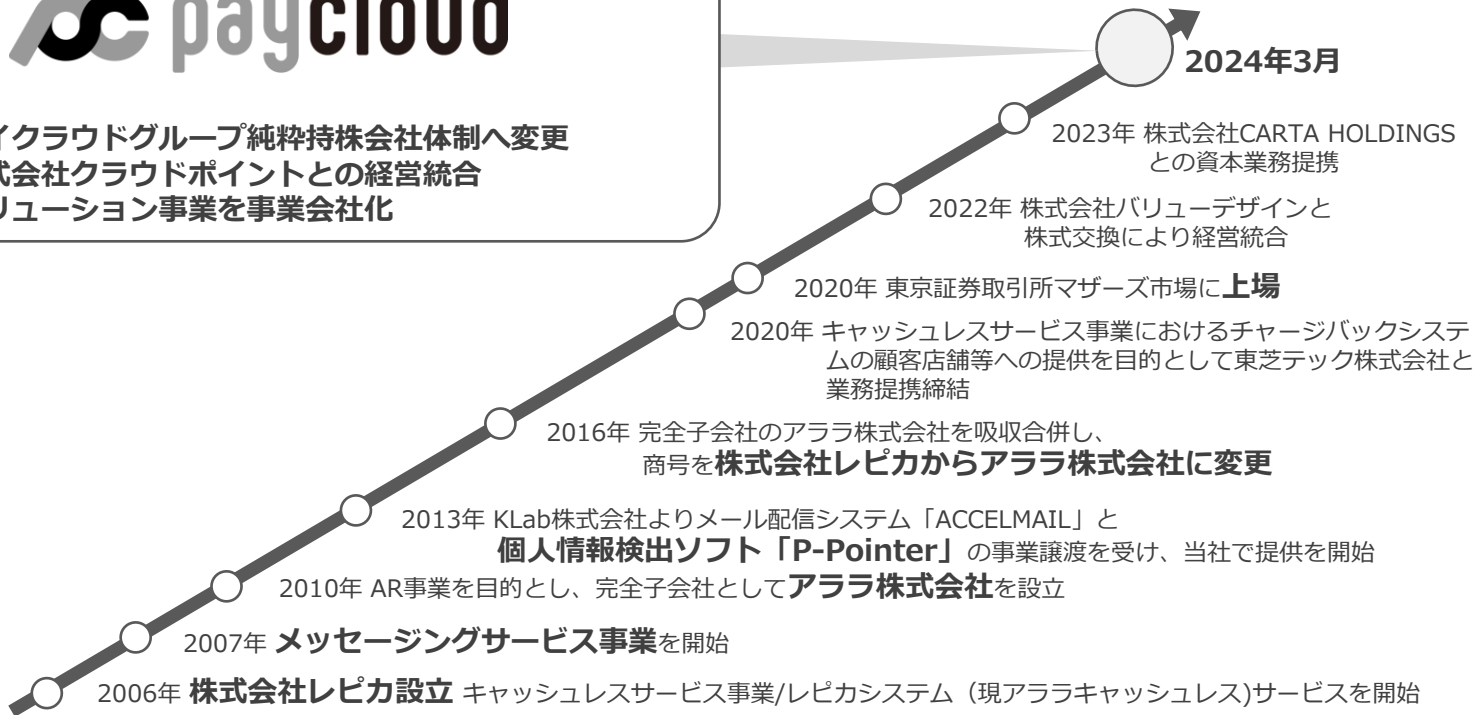 paycloud
イクラウドグループ純粋持株会社体制へ変更
式会社クラウドポイントとの経営統合
リューション事業を事業会社化
2024年3月
2023年 株式会社CARTA HOLDINGS
との資本業務提携
2022年 株式会社バリューデザインと
株式交換により経営統合
2020年 東京証券取引所マザーズ市場に上場
2020年 キャッシュレスサービス事業におけるチャージバックシステ
ムの顧客店舗等への提供を目的として東芝テック株式会社と
業務提携締結
2016年 完全子会社のアララ株式会社を吸収合併し、
商号を株式会社レピカからアララ株式会社に変更
2013年 KLab株式会社よりメール配信システム「ACCELMAIL」と
個人情報検出ソフト「P-Pointer」の事業譲渡を受け、当社で提供を開始
2010年 AR事業を目的とし、完全子会社としてアララ株式会社を設立
2007年 メッセージングサービス事業を開始
2006年 株式会社レピカ設立 キャッシュレスサービス事業/レピカシステム（現アララキャッシュレス)サービスを開始